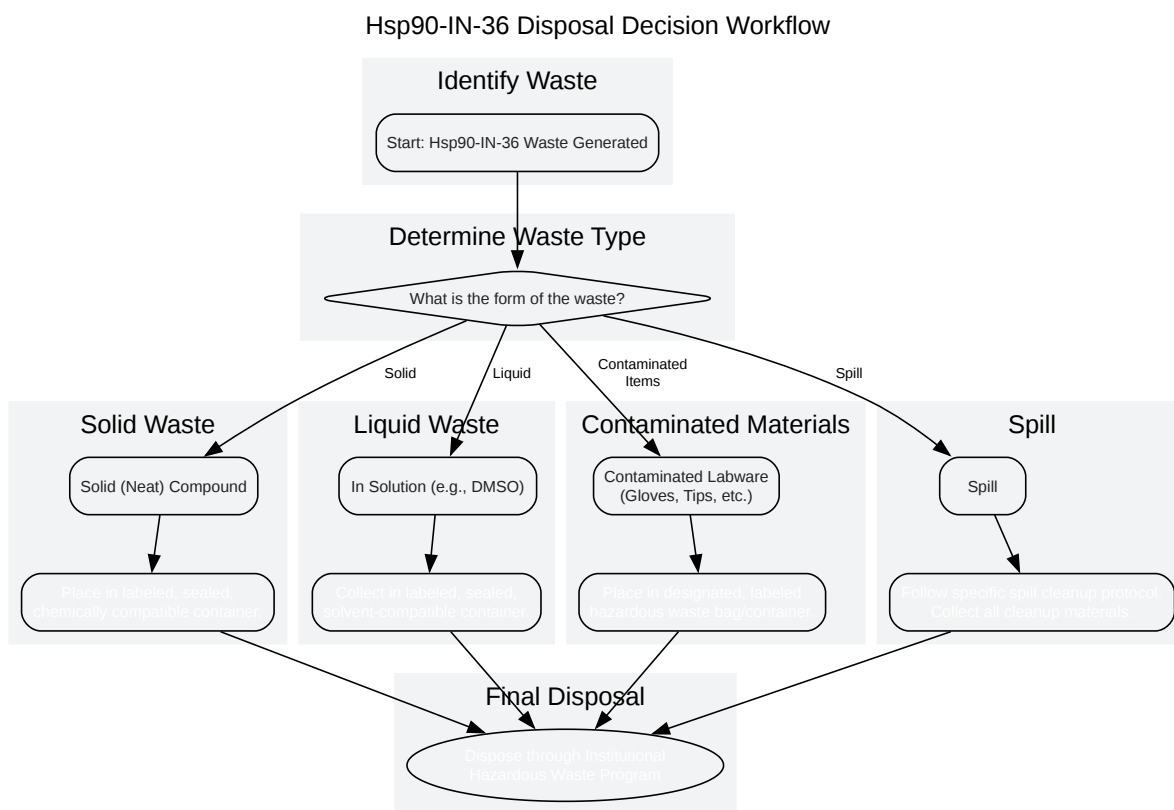 Hsp90-IN-36 Disposal Decision Workflow
Identify Waste
Start: Hsp90-IN-36 Waste Generated
Determine Waste Type
What is the form of the waste?
Solid
Liquid
Contaminated
Items
Spill
Solid Waste
Liquid Waste
Contaminated Materials
Spill
Solid (Neat) Compound
In Solution (e.g., DMSO)
Contaminated Labware
(Gloves, Tips, etc.)
Spill
Place in labeled, sealed,
chemically compatible container.
Collect in labeled, sealed,
solvent-compatible container.
Place in designated, labeled
hazardous waste bag/container.
Follow specific spill cleanup protocol.
Collect all cleanup materials.
Final Disposal
Dispose through Institutional
Hazardous Waste Program